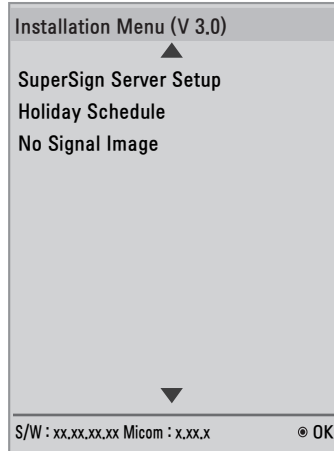 Installation Menu (V 3.0)
SuperSign Server Setup
Holiday Schedule
No Signal Image
S/W : xx.xx.xx.xx Micom : x.xx.x ◉ OK